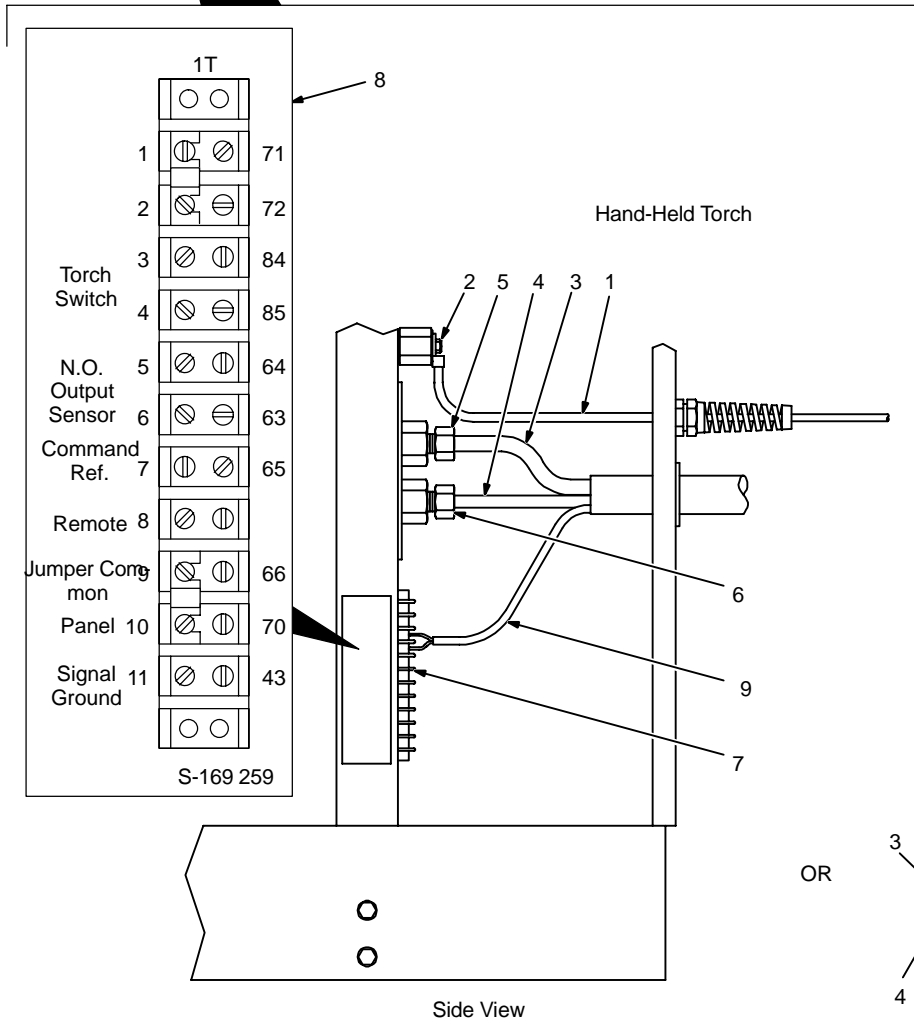 1T
8
1 71
2 72
Torch
Switch
3 84
4 85
N.O.
Output
Sensor
5 64
6 63
Command
Ref.
7 65
Remote 8
Jumper Com-
mon
9 66
Panel 10 70
Signal
Ground
11 43
S-169 259
Hand-Held Torch
2 5 4 3 1
6
9
7
OR
3
4
Side View